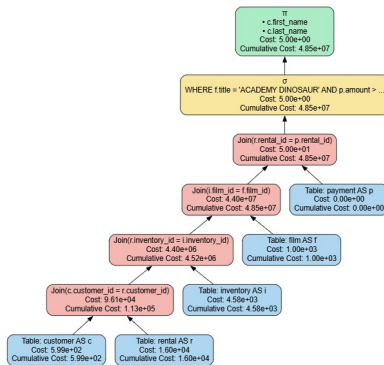 π
• c.first_name
• c.last_name
Cost: 5.00e+00
Cumulative Cost: 4.85e+07
σ
WHERE f.title = 'ACADEMY DINOSAUR' AND p.amount > ...
Cost: 5.00e+00
Cumulative Cost: 4.85e+07
Join(r.rental_id = p.rental_id)
Cost: 5.00e+01
Cumulative Cost: 4.85e+07
Join(i.film_id = f.film_id)
Cost: 4.40e+07
Cumulative Cost: 4.85e+07
Table: payment AS p
Cost: 0.00e+00
Cumulative Cost: 0.00e+00
Join(r.inventory_id = i.inventory_id)
Cost: 4.40e+06
Cumulative Cost: 4.52e+06
Table: film AS f
Cost: 1.00e+03
Cumulative Cost: 1.00e+03
Join(c.customer_id = r.customer_id)
Cost: 9.61e+04
Cumulative Cost: 1.13e+05
Table: inventory AS i
Cost: 4.58e+03
Cumulative Cost: 4.58e+03
Table: customer AS c
Cost: 5.99e+02
Cumulative Cost: 5.99e+02
Table: rental AS r
Cost: 1.60e+04
Cumulative Cost: 1.60e+04